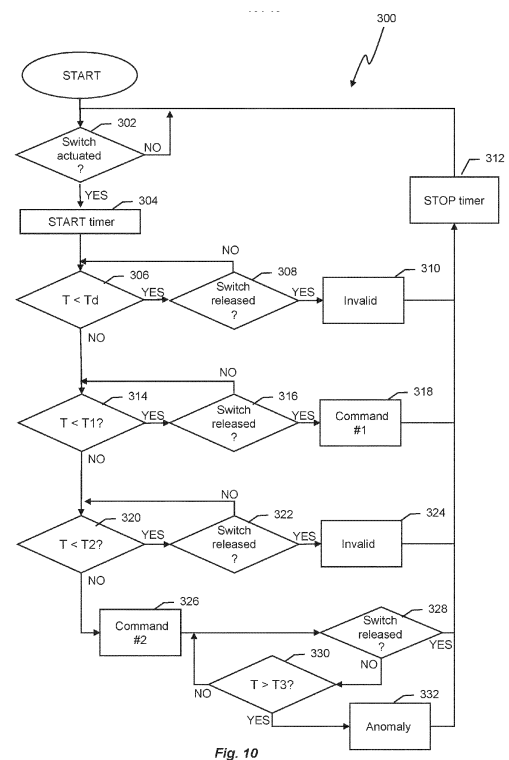 300
START
302
Switch
actuated
?
NO
YES
312
STOP timer
304
START timer
NO
306
T < Td
YES
308
Switch
released
?
YES
310
Invalid
NO
NO
314
T < T1?
YES
316
Switch
released
?
YES
318
Command
#1
NO
NO
320
T < T2?
YES
322
Switch
released
?
YES
324
Invalid
NO
326
Command
#2
328
Switch
released
?
YES
NO
330
T > T3?
NO
YES
332
Anomaly
Fig. 10